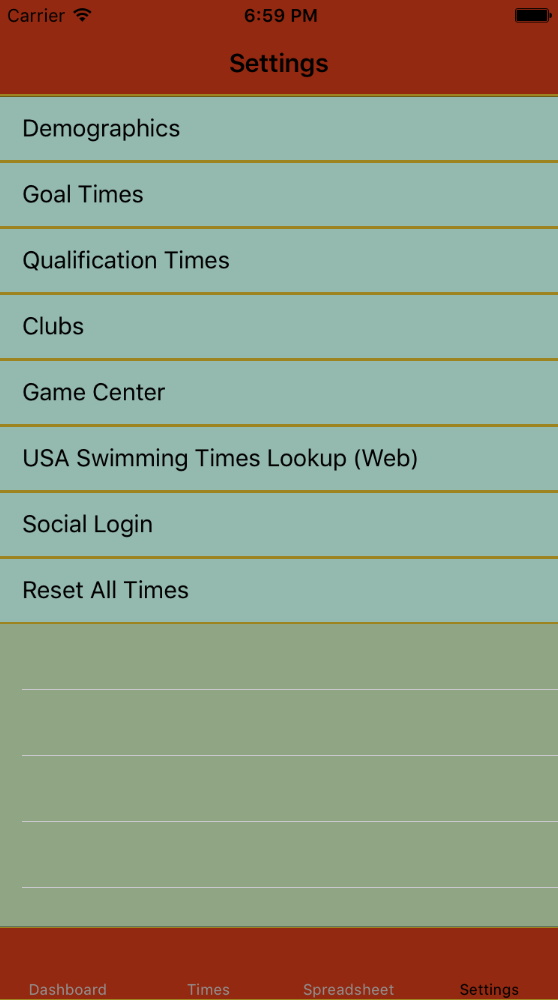 Carrier 6:59 PM
Settings
Demographics
Goal Times
Qualification Times
Clubs
Game Center
USA Swimming Times Lookup (Web)
Social Login
Reset All Times
Dashboard Times Spreadsheet Settings